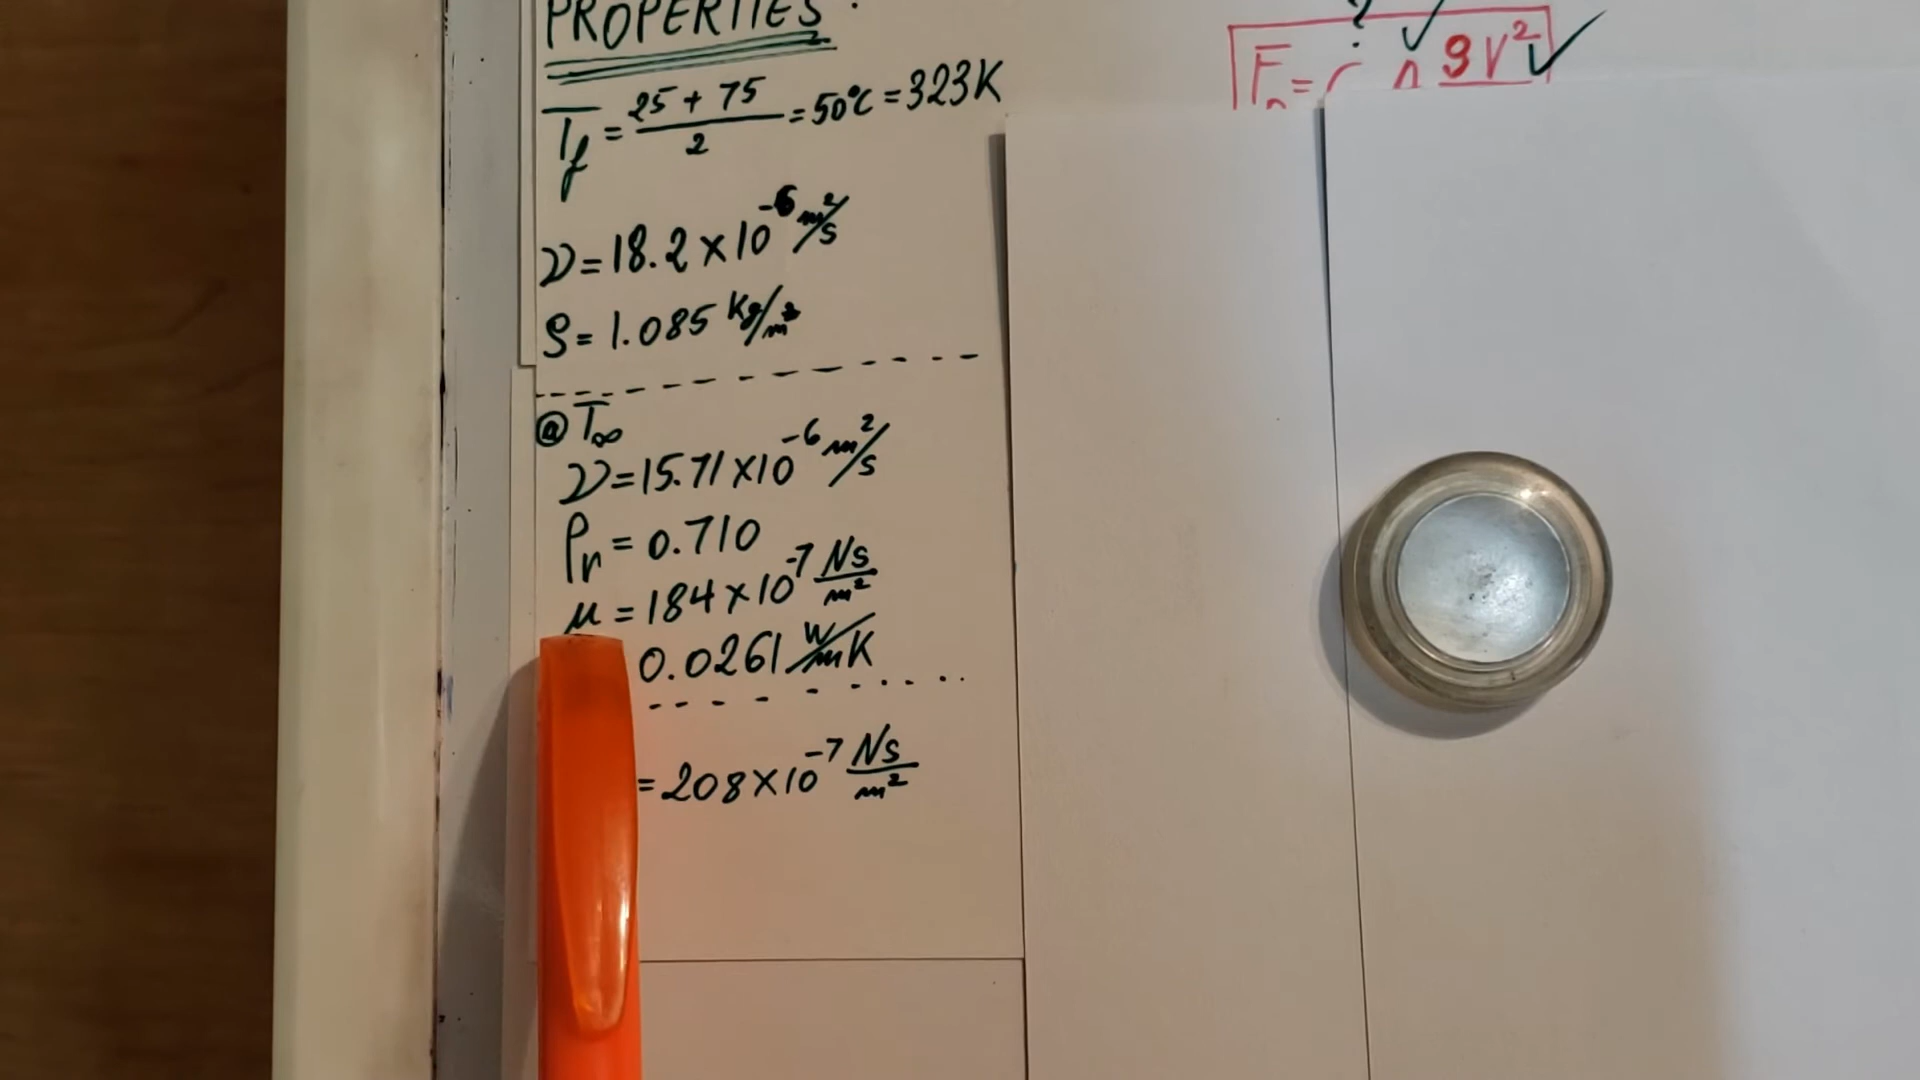 PROPERTIES:
T_f = (25 + 75)/2 = 50°C = 323K
ν = 18.2 × 10^-6 m²/s
ρ = 1.085 kg/m³
@ T∞
ν = 15.71 × 10^-6 m²/s
Pr = 0.710
μ = 184 × 10^-7 Ns/m²
0.0261 W/mK
= 208 × 10^-7 Ns/m²
ρV²